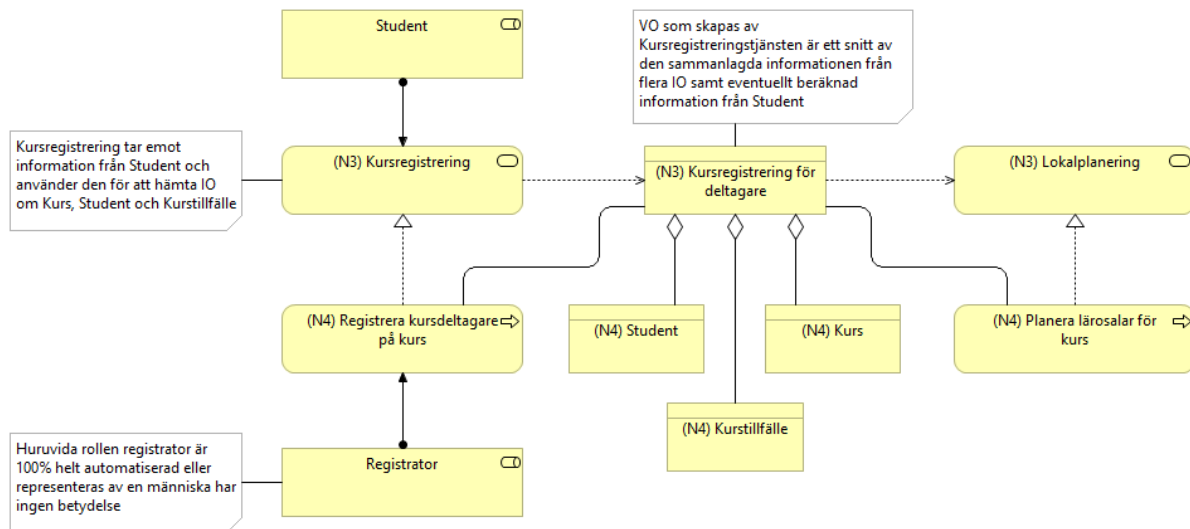 Student
VO som skapas av
Kursregistreringstjänsten är ett snitt av
den sammanlagda informationen från
flera IO samt eventuellt beräknad
information från Student
Kursregistrering tar emot
information från Student och
använder den för att hämta IO
om Kurs, Student och Kurstillfälle
(N3) Kursregistrering
(N3) Kursregistrering för
deltagare
(N3) Lokalplanering
(N4) Registrera kursdeltagare
på kurs
(N4) Student
(N4) Kurs
(N4) Planera lärosalar för
kurs
(N4) Kurstillfälle
Huruvida rollen registrator är
100% helt automatiserad eller
representeras av en människa har
ingen betydelse
Registrator